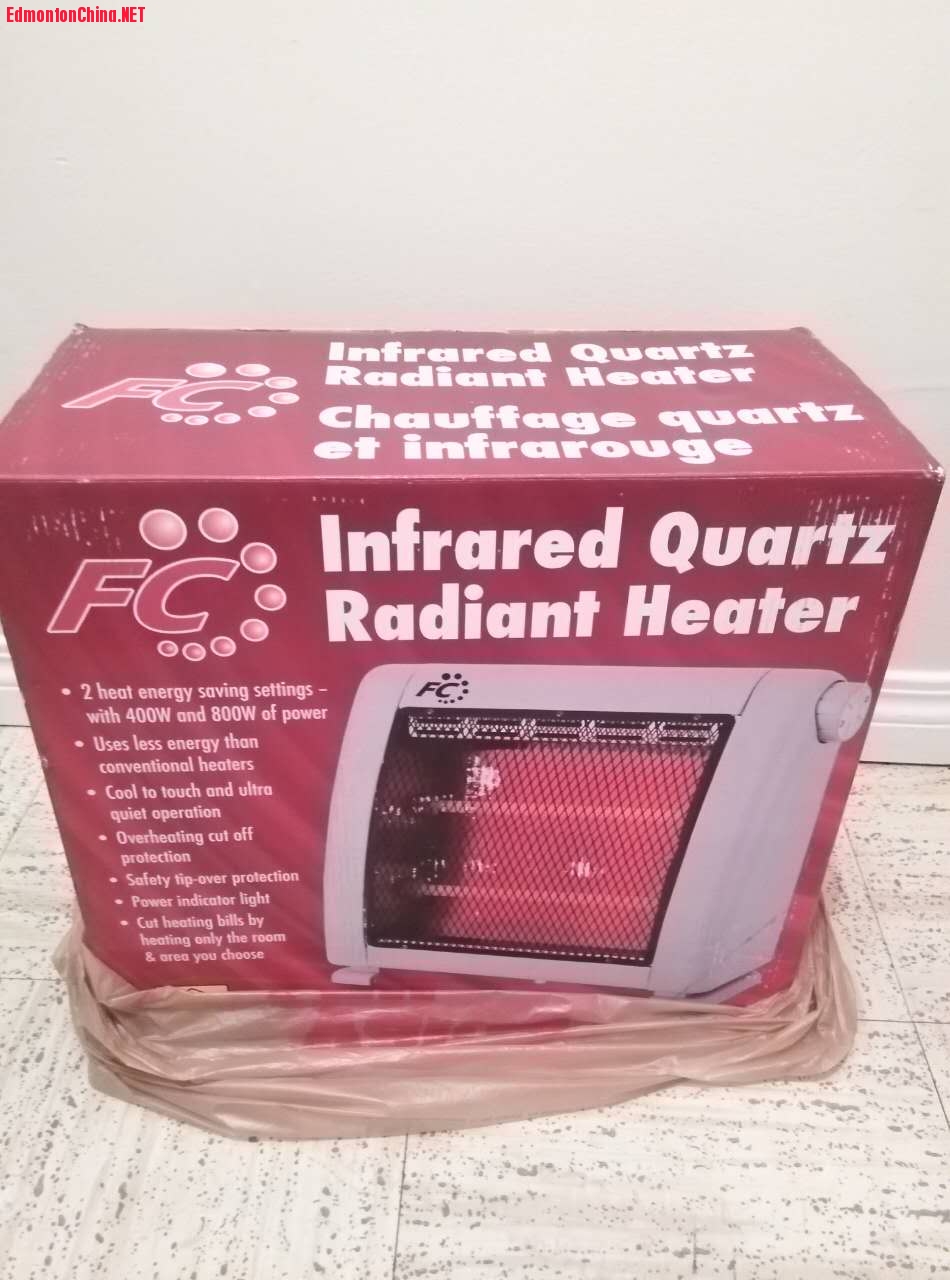 EdmontonChina.NET
FC
Infrared Quartz
Radiant Heater
Chauffage quartz
et infrarouge
FC
Infrared Quartz
Radiant Heater
• 2 heat energy saving settings –
with 400W and 800W of power
• Uses less energy than
conventional heaters
• Cool to touch and ultra
quiet operation
• Overheating cut off
protection
• Safety tip-over protection
• Power indicator light
• Cut heating bills by
heating only the room
& area you choose
FC